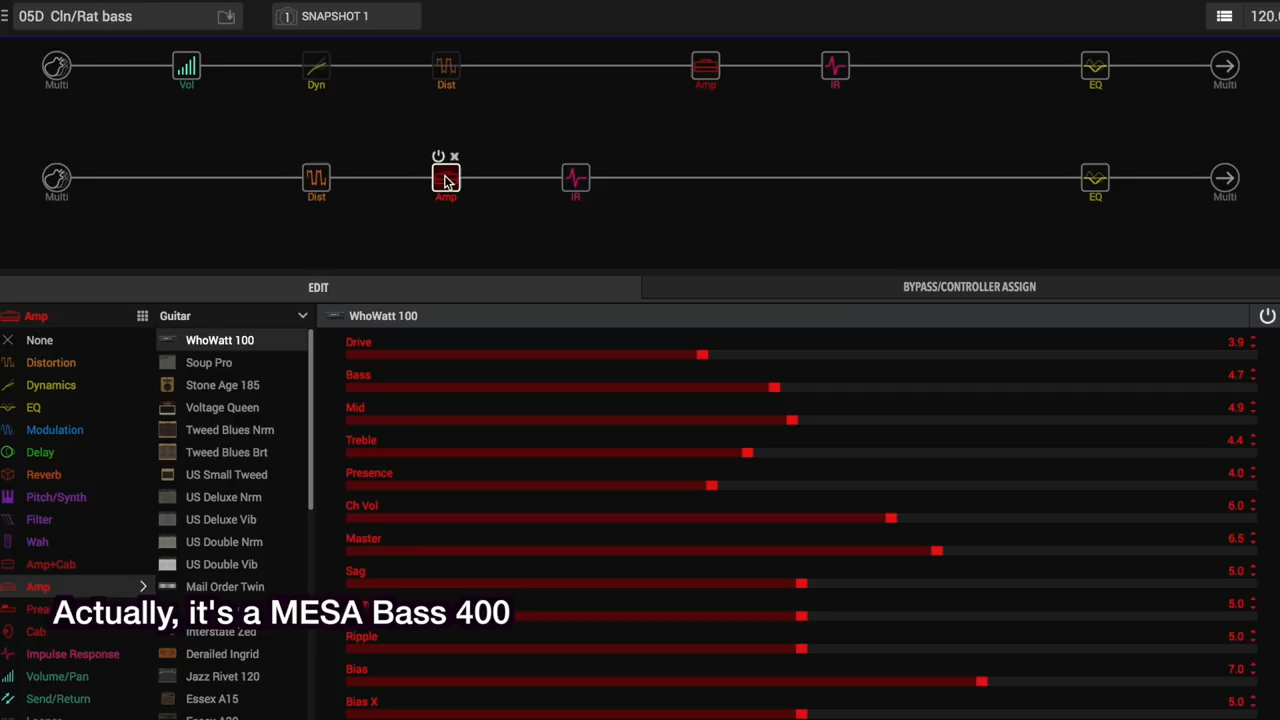 05D Cln/Rat bass
1 SNAPSHOT 1
120.
Multi Vol Dyn Dist Amp IR EQ Multi
X
Multi Dist Amp IR EQ Multi
EDIT BYPASS/CONTROLLER ASSIGN
Amp Guitar WhoWatt 100
None WhoWatt 100
Drive 3.9
Distortion Soup Pro
Bass 4.7
Dynamics Stone Age 185
Mid 4.9
EQ Voltage Queen
Modulation Tweed Blues Nrm
Treble 4.4
Delay Tweed Blues Brt
Presence 4.0
Reverb US Small Tweed
Pitch/Synth US Deluxe Nrm
Ch Vol 6.0
Filter US Deluxe Vib
Master 6.5
Wah US Double Nrm
Amp+Cab US Double Vib
Sag 5.0
Amp Mail Order Twin
5.0
Actually, it's a MESA Bass 400
Cab Interstate Zed
Ripple 5.0
Impulse Response Derailed Ingrid
Bias 7.0
Volume/Pan Jazz Rivet 120
Send/Return Essex A15
Bias X 5.0